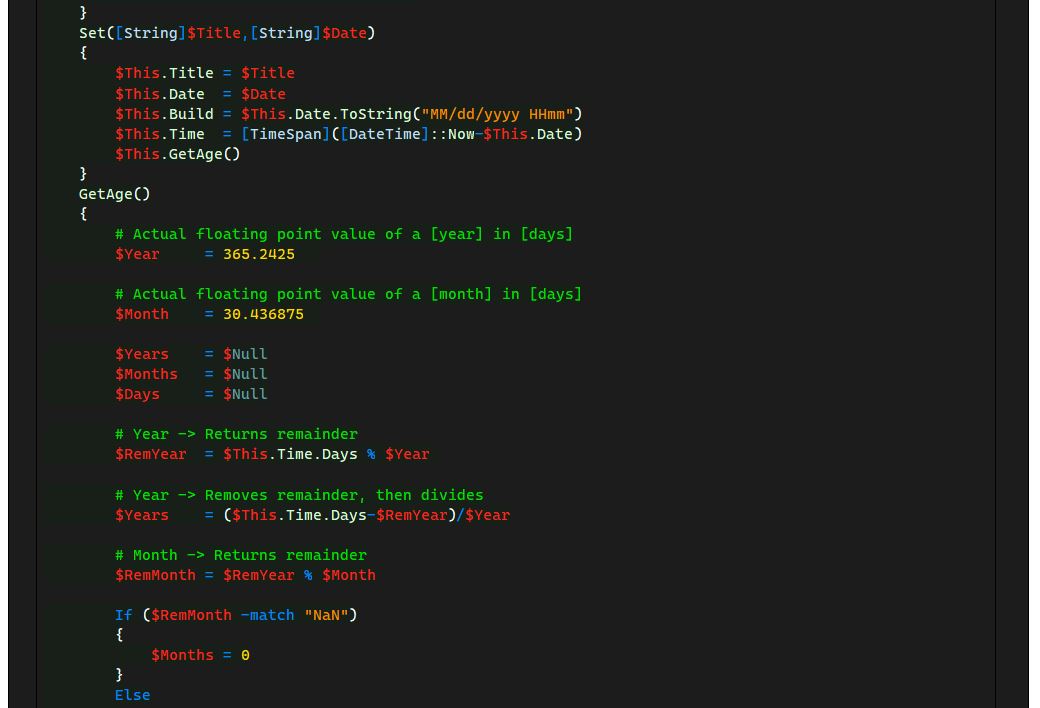 }
Set([String]$Title,[String]$Date)
{
$This.Title = $Title
$This.Date  = $Date
$This.Build = $This.Date.ToString("MM/dd/yyyy HHmm")
$This.Time  = [TimeSpan]([DateTime]::Now-$This.Date)
$This.GetAge()
}
GetAge()
{
# Actual floating point value of a [year] in [days]
$Year     = 365.2425
# Actual floating point value of a [month] in [days]
$Month    = 30.436875
$Years    = $Null
$Months   = $Null
$Days     = $Null
# Year -> Returns remainder
$RemYear  = $This.Time.Days % $Year
# Year -> Removes remainder, then divides
$Years    = ($This.Time.Days-$RemYear)/$Year
# Month -> Returns remainder
$RemMonth = $RemYear % $Month
If ($RemMonth -match "NaN")
{
$Months = 0
}
Else